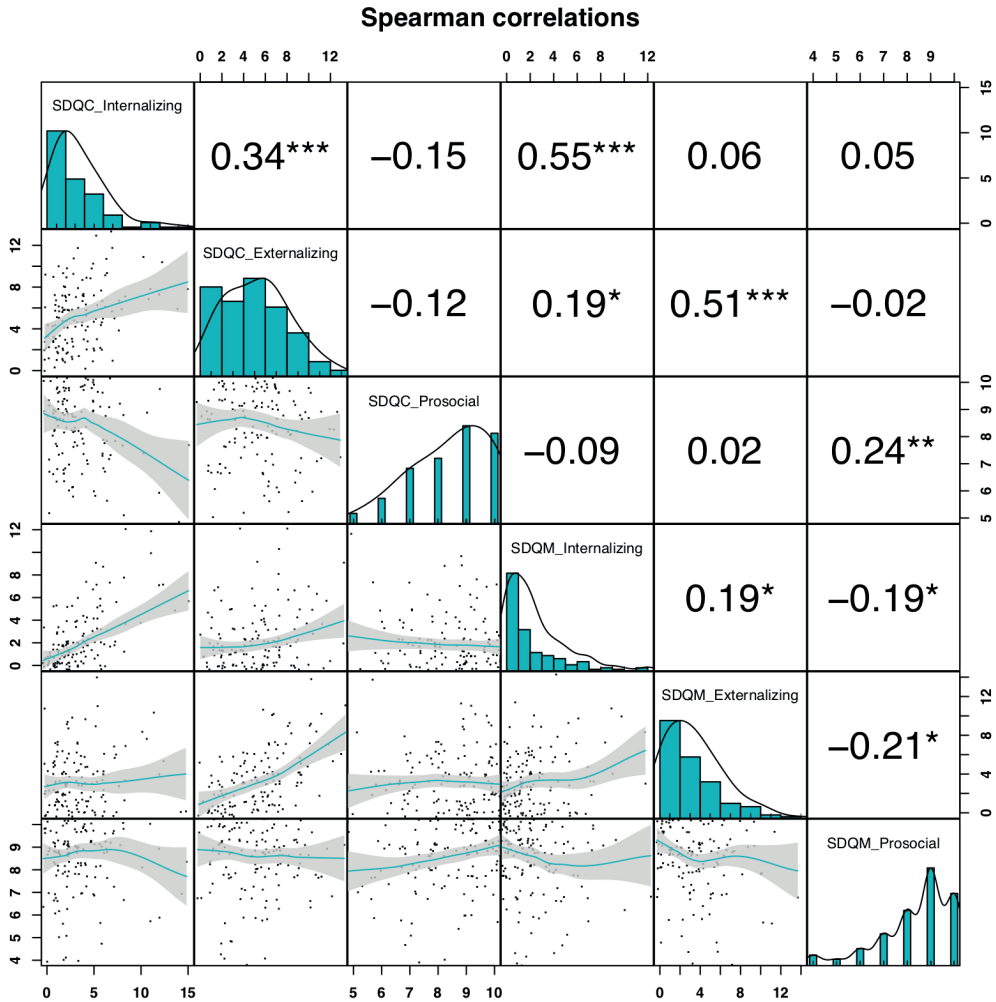 Spearman correlations
0 2 4 6 8 12
0 2 4 6 8 12
4 5 6 7 8 9
SDQC_Internalizing
0.34***
−0.15
0.55***
0.06
0.05
0 5 10 15
SDQC_Externalizing
−0.12
0.19*
0.51***
−0.02
0 4 8 12
SDQC_Prosocial
−0.09
0.02
0.24**
5 6 7 8 9 10
SDQM_Internalizing
0.19*
−0.19*
0 2 4 6 8 12
SDQM_Externalizing
−0.21*
0 4 8 12
SDQM_Prosocial
4 5 6 7 8 9
0 5 10 15
5 6 7 8 9 10
0 4 8 12